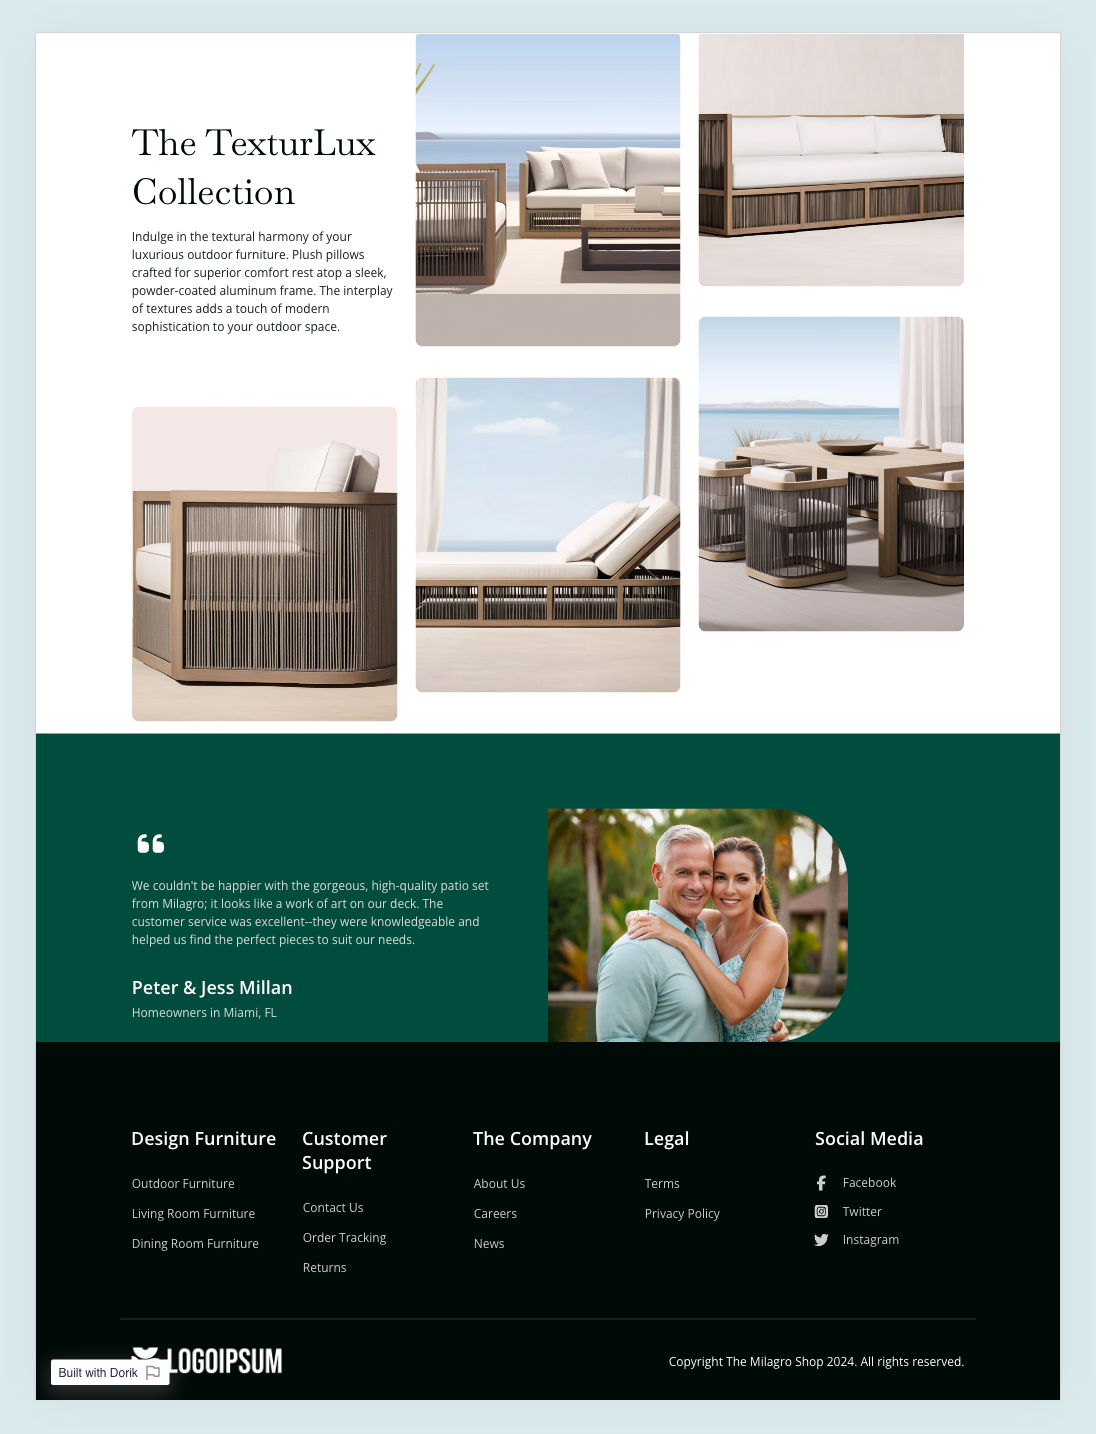 The TexturLux
Collection
Indulge in the textural harmony of your
luxurious outdoor furniture. Plush pillows
crafted for superior comfort rest atop a sleek,
powder-coated aluminum frame. The interplay
of textures adds a touch of modern
sophistication to your outdoor space.
We couldn't be happier with the gorgeous, high-quality patio set
from Milagro; it looks like a work of art on our deck. The
customer service was excellent--they were knowledgeable and
helped us find the perfect pieces to suit our needs.
Peter & Jess Millan
Homeowners in Miami, FL
Design Furniture
Outdoor Furniture
Living Room Furniture
Dining Room Furniture
Customer
Support
Contact Us
Order Tracking
Returns
The Company
About Us
Careers
News
Legal
Terms
Privacy Policy
Social Media
Facebook
Twitter
Instagram
LOGOIPSUM
Built with Dorik
Copyright The Milagro Shop 2024. All rights reserved.